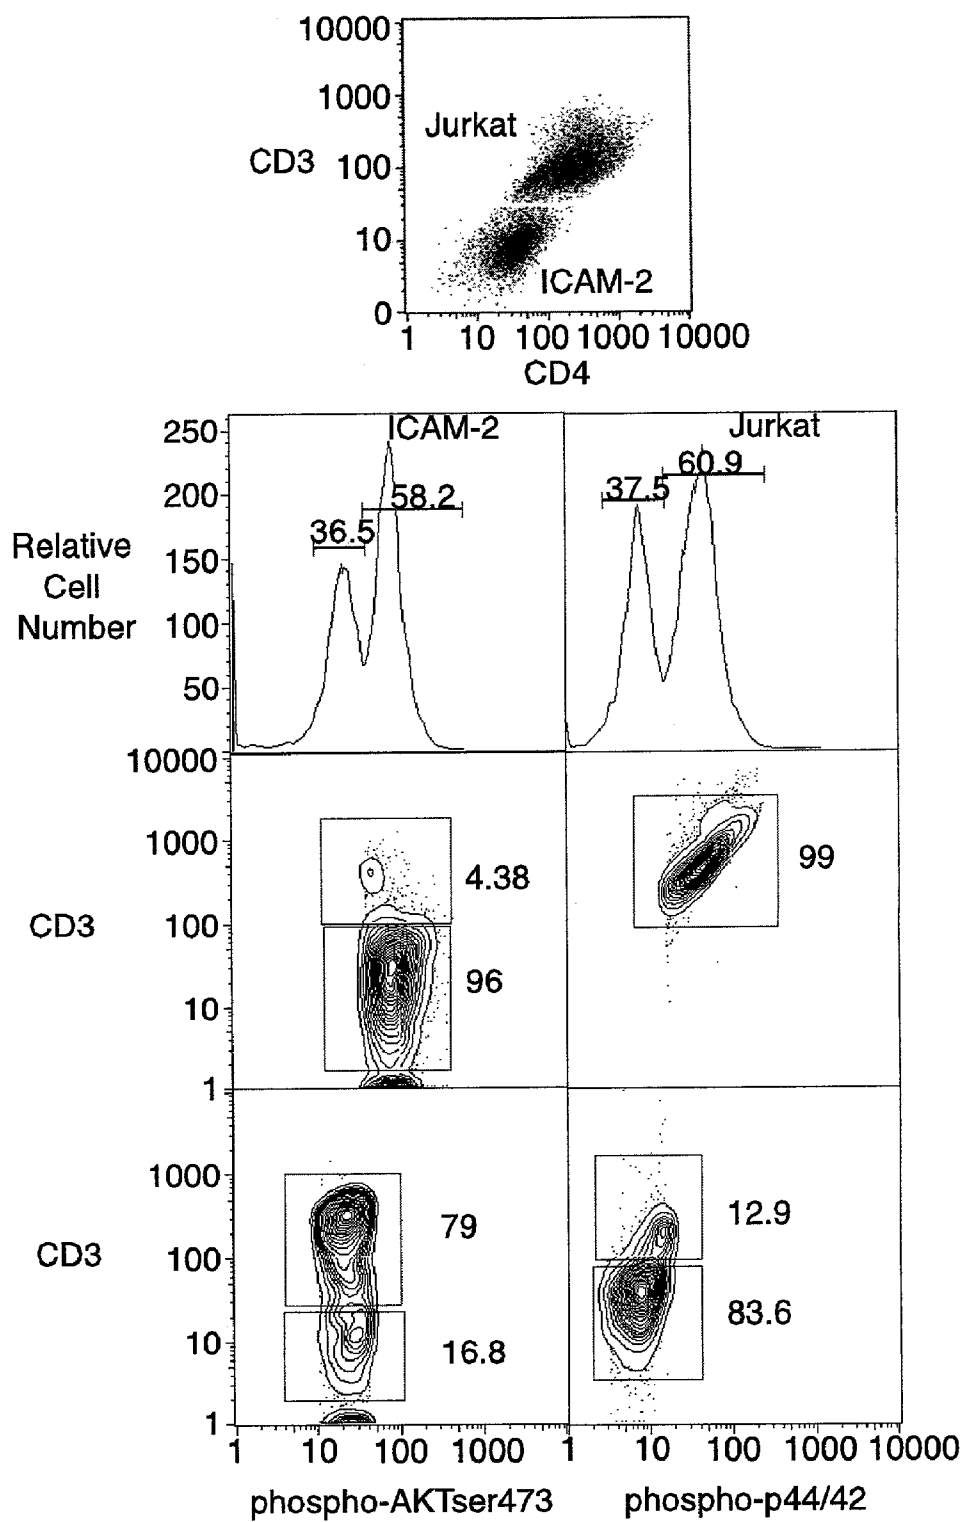 10000
1000
Jurkat
CD3 100
10
ICAM-2
0
1 10 100 1000 10000
CD4
250 ICAM-2 Jurkat
60.9
200 58.2 37.5
36.5
Relative
Cell
Number
150
100
50
10000
1000
4.38 99
CD3 100
96
10
1
1
1000
79 12.9
CD3 100
83.6
10 16.8
1
1 10 100 1000 1 10 100 1000 10000
phospho-AKTser473 phospho-p44/42